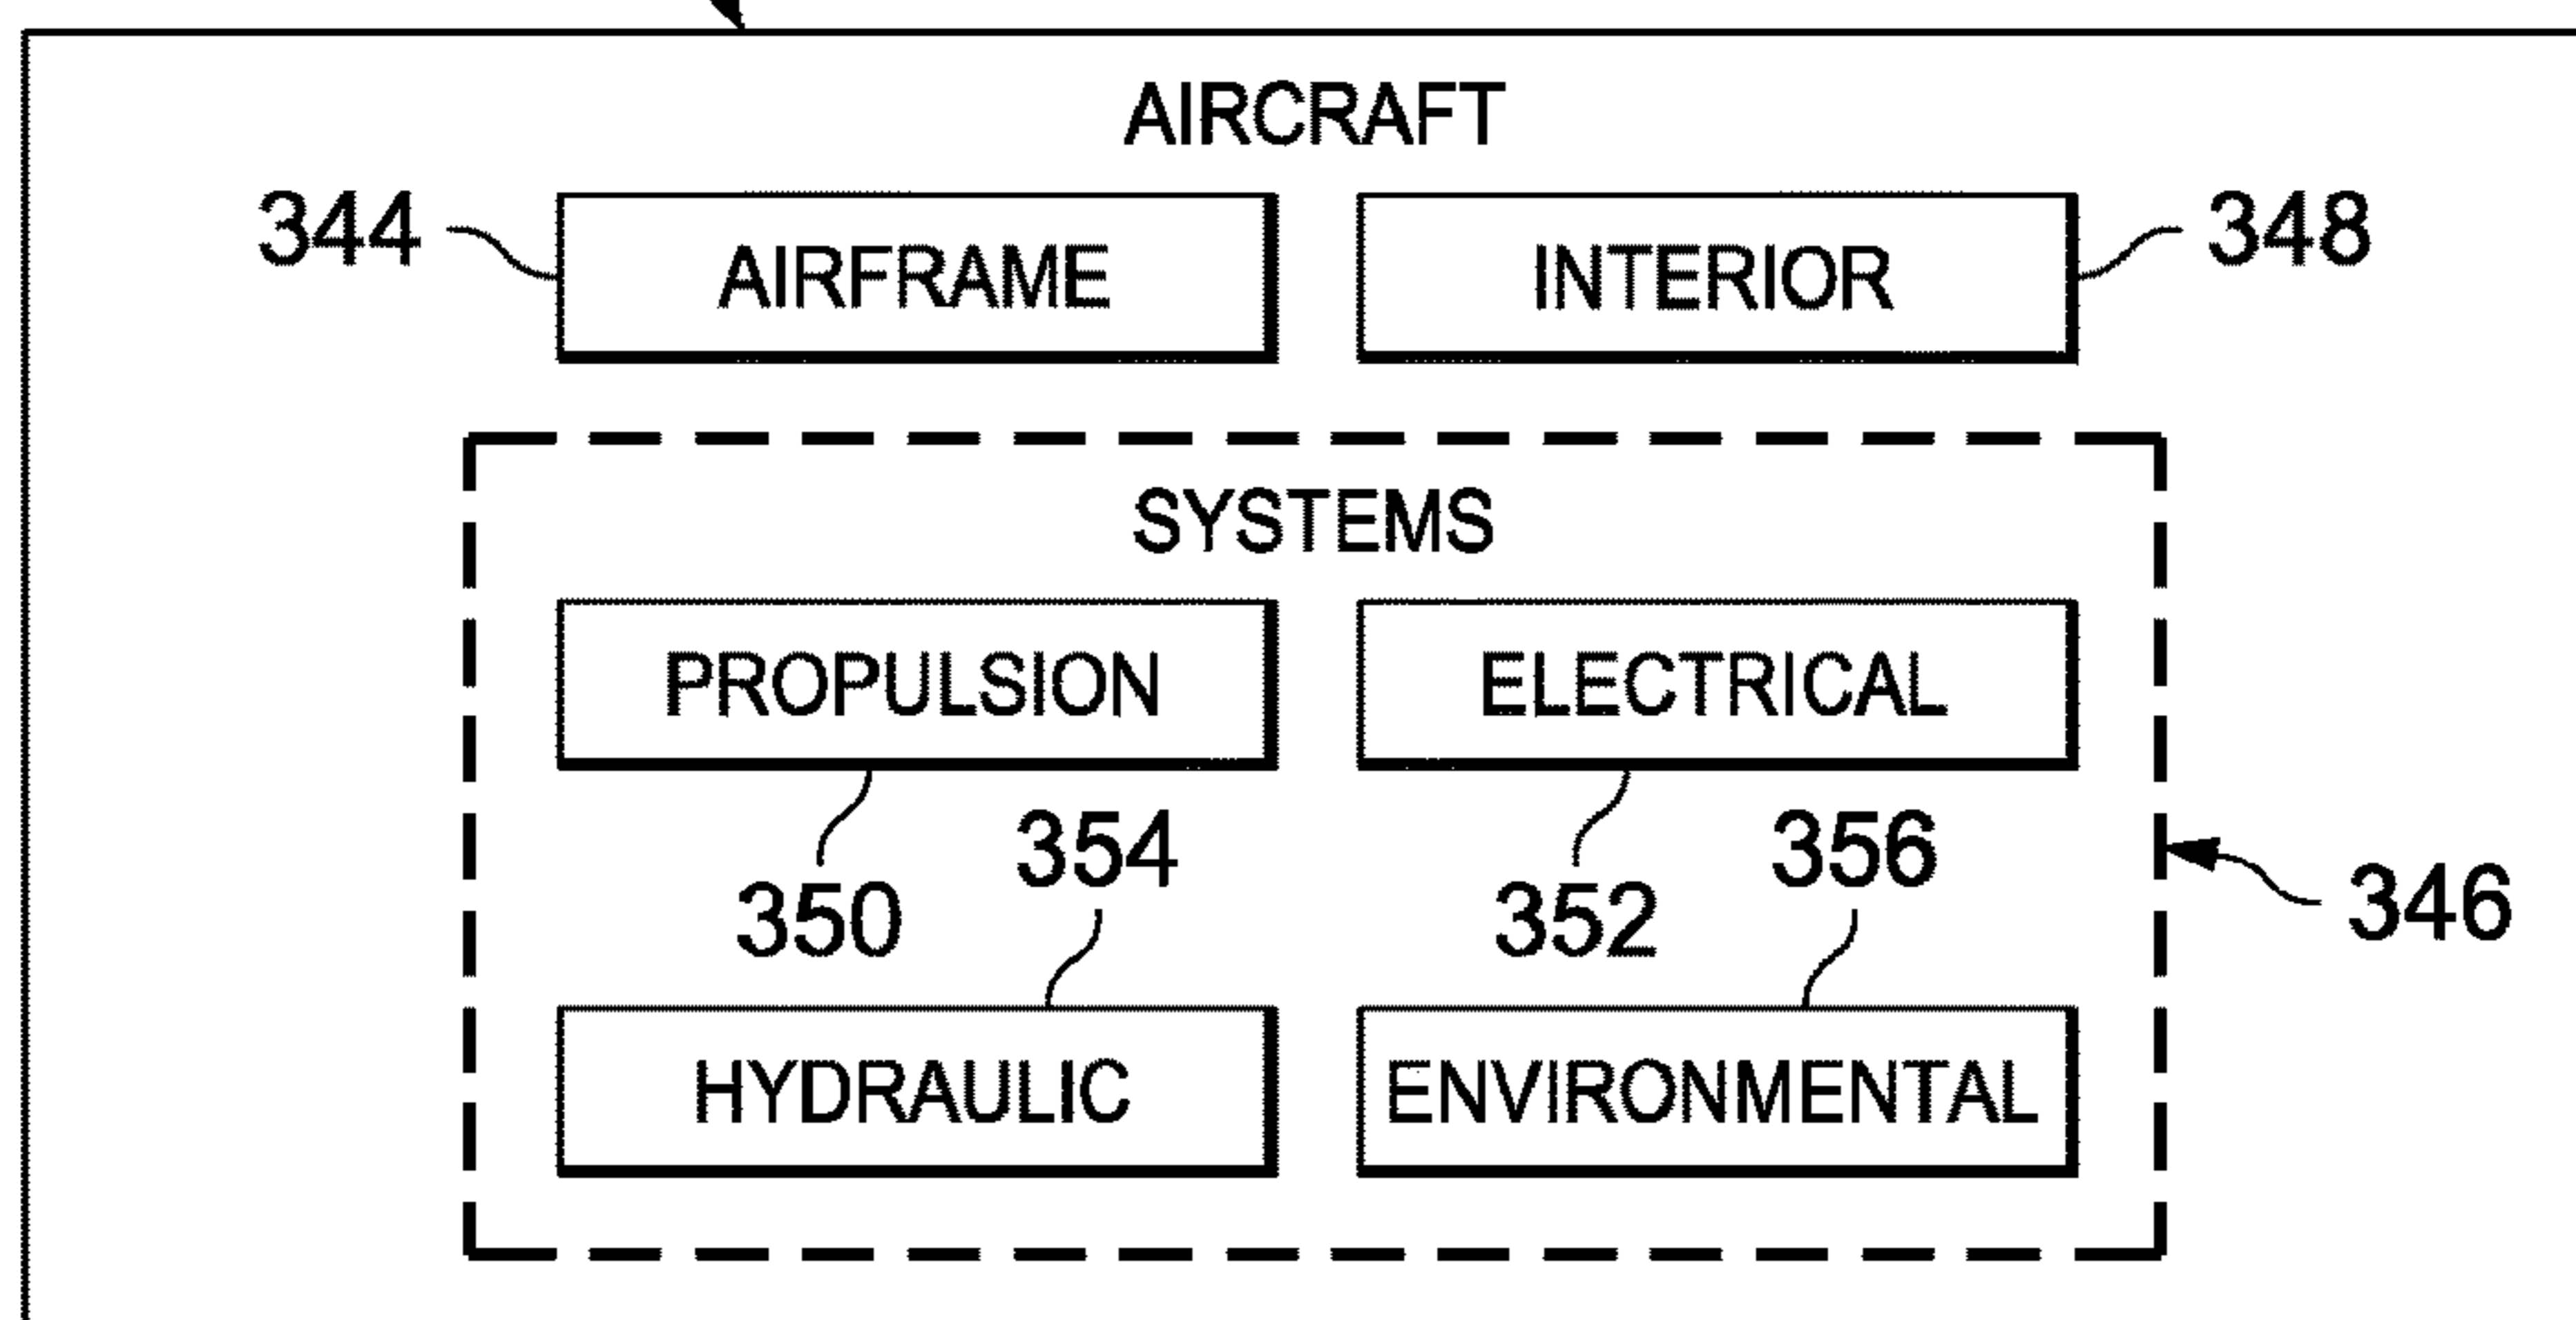 AIRCRAFT
344 AIRFRAME INTERIOR 348
SYSTEMS
PROPULSION ELECTRICAL
354 356
350 352 346
HYDRAULIC ENVIRONMENTAL